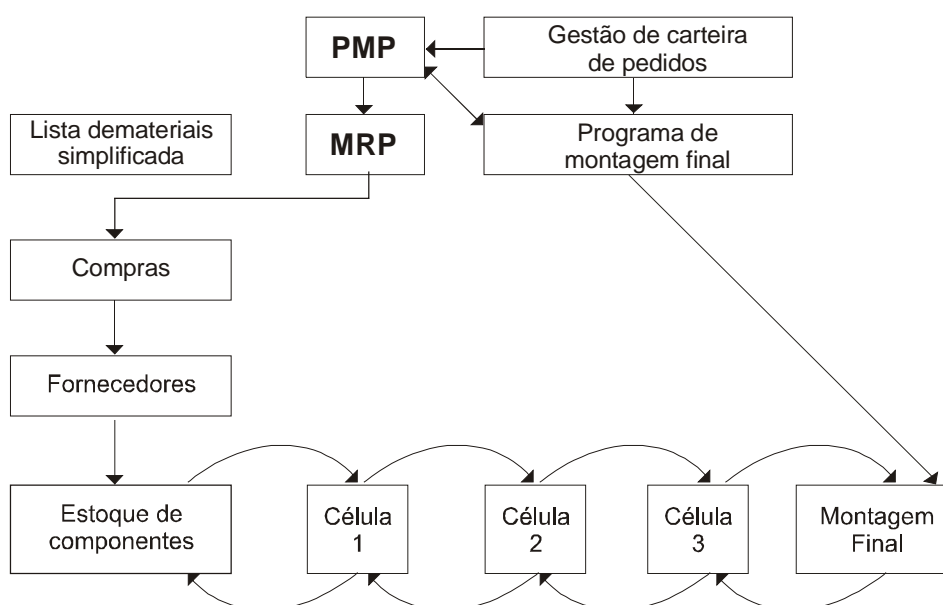 PMP
Gestão de carteira
de pedidos
Lista demateriais
simplificada
MRP
Programa de
montagem final
Compras
Fornecedores
Estoque de
componentes
Célula
1
Célula
2
Célula
3
Montagem
Final